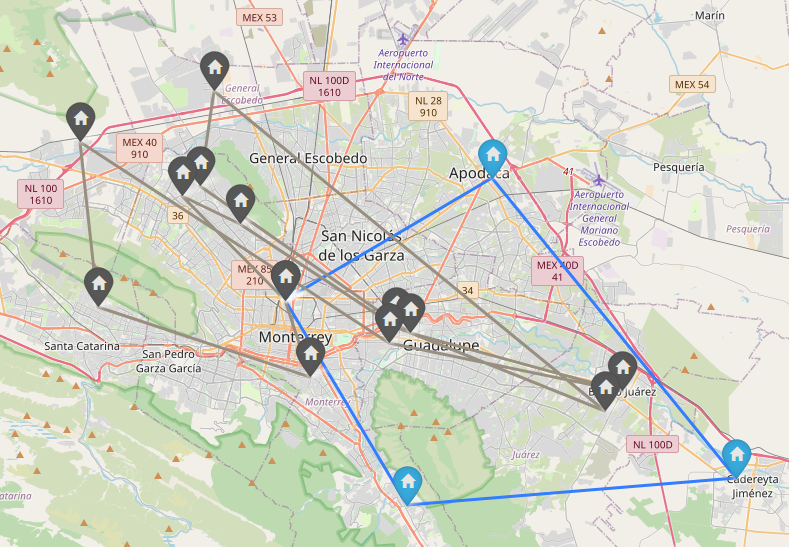 Marín
MEX 53
Aeropuerto
Internacional
del Norte
NL 100D
1610
MEX 54
General
Escobedo
NL 28
910
MEX 40
910
General Escobedo
Apodaca
41
Pesquería
Aeropuerto
Internacional
General
Mariano
Escobedo
NL 100
1610
36
Pesquería
San Nicolás
de los Garza
MEX 85
210
MEX 40D
41
34
Monterrey
Guadalupe
Santa Catarina
San Pedro
Garza García
Juárez
Monterrey
NL 100D
Juárez
Cadereyta
Jiménez
atarina